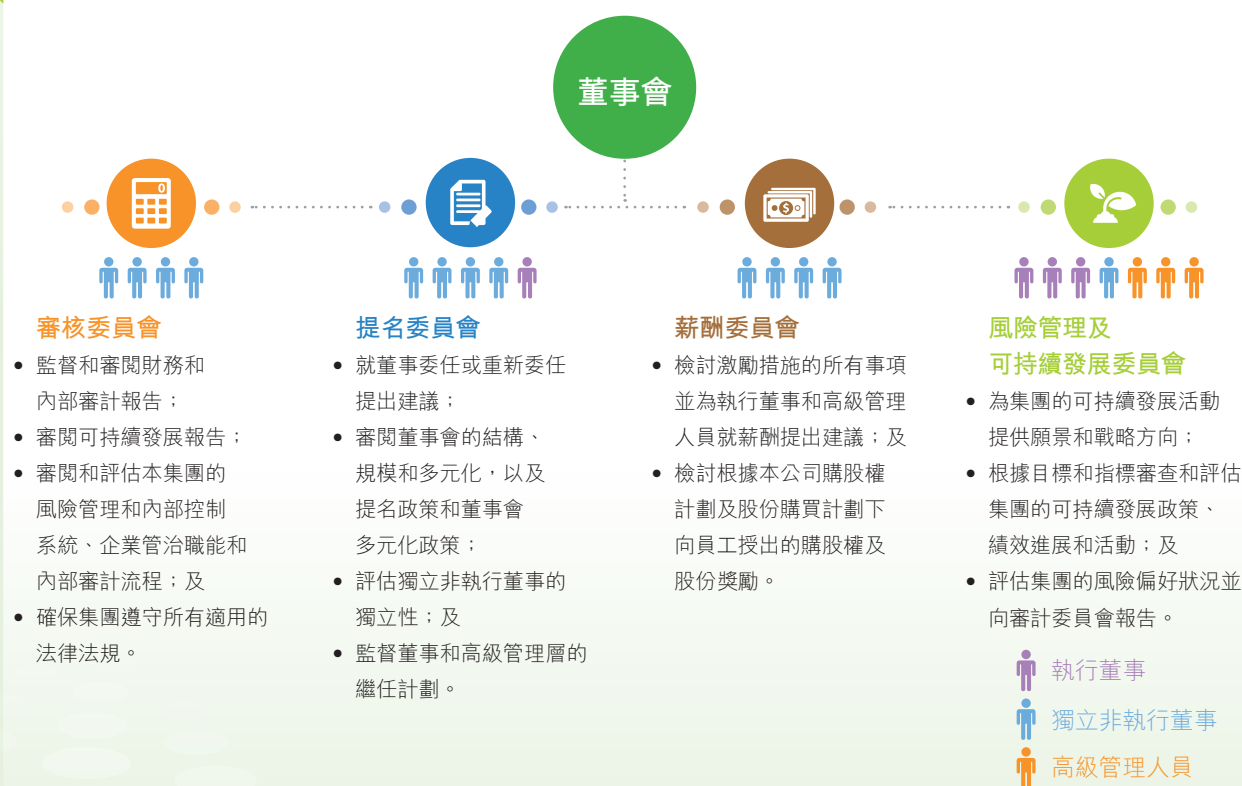 董事會
審核委員會
• 監督和審閱財務和
內部審計報告；
• 審閱可持續發展報告；
• 審閱和評估本集團的
風險管理和內部控制
系統、企業管治職能和
內部審計流程；及
• 確保集團遵守所有適用的
法律法規。
提名委員會
• 就董事委任或重新委任
提出建議；
• 審閱董事會的結構、
規模和多元化，以及
提名政策和董事會
多元化政策；
• 評估獨立非執行董事的
獨立性；及
• 監督董事和高級管理層的
繼任計劃。
薪酬委員會
• 檢討激勵措施的所有事項
並為執行董事和高級管理
人員就薪酬提出建議；及
• 檢討根據本公司購股權
計劃及股份購買計劃下
向員工授出的購股權及
股份獎勵。
風險管理及
可持續發展委員會
• 為集團的可持續發展活動
提供願景和戰略方向；
• 根據目標和指標審查和評估
集團的可持續發展政策、
績效進展和活動；及
• 評估集團的風險偏好狀況並
向審計委員會報告。
執行董事
獨立非執行董事
高級管理人員